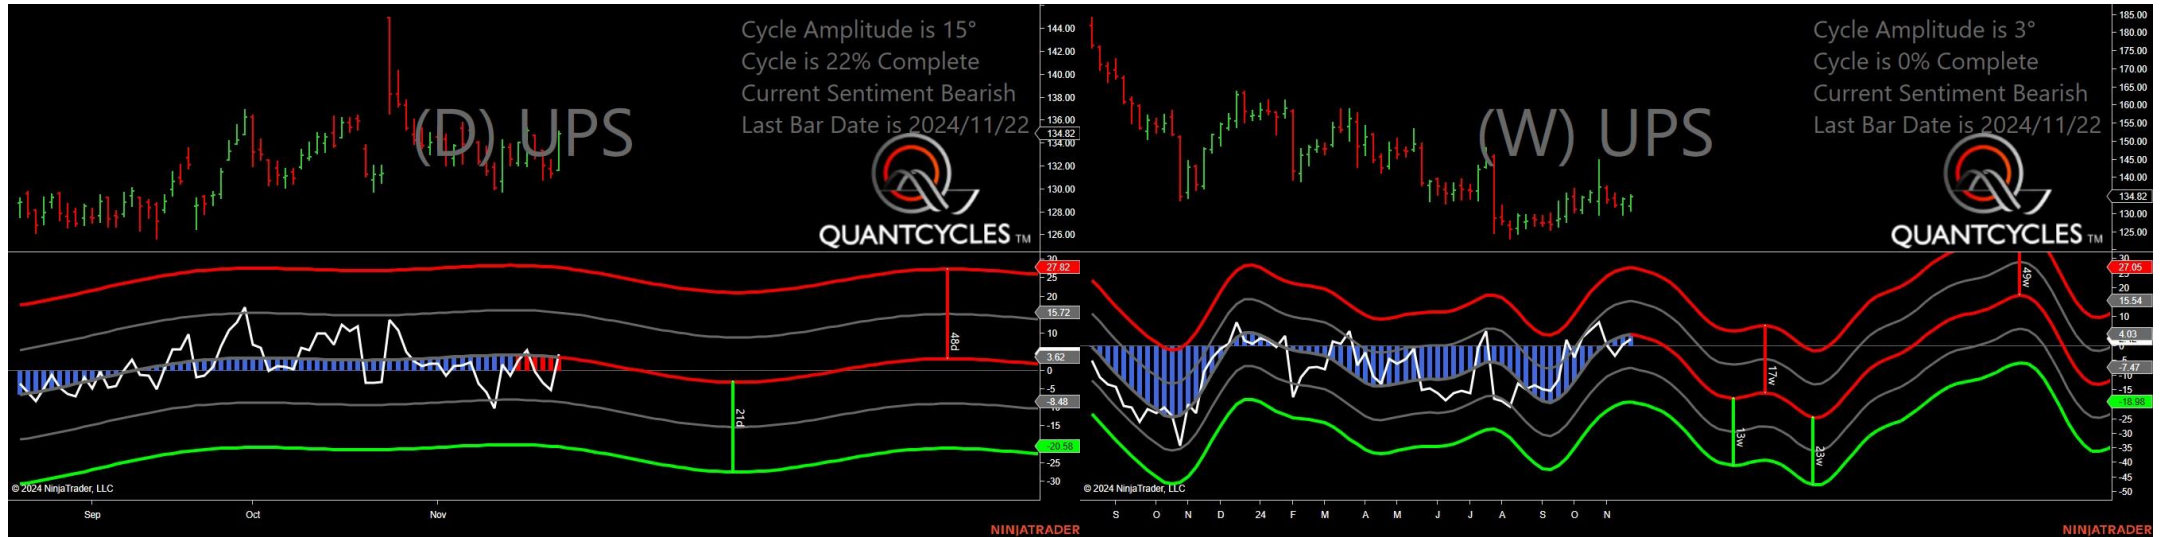 Cycle Amplitude is 15°
Cycle is 22% Complete
Current Sentiment Bearish
Last Bar Date is 2024/11/22
(D) UPS
QUANTCYCLES TM
144.00
142.00
140.00
138.00
136.00
134.82
134.00
132.00
130.00
128.00
126.00
30
27.82
20
15.72
10
3.62
0
-5
-8.48
-15
-20.58
-25
-30
48d
21d
© 2024 NinjaTrader, LLC
Sep
Oct
Nov
NINJATRADER
Cycle Amplitude is 3°
Cycle is 0% Complete
Current Sentiment Bearish
Last Bar Date is 2024/11/22
(W) UPS
QUANTCYCLES TM
185.00
180.00
175.00
170.00
165.00
160.00
155.00
150.00
145.00
140.00
134.82
130.00
125.00
30
27.05
15.54
10
4.03
-7.47
-15
-18.98
-25
-30
-35
-40
-45
-50
49w
17w
13w
23w
© 2024 NinjaTrader, LLC
S
O
N
D
24
F
M
A
M
J
J
A
S
O
N
NINJATRADER